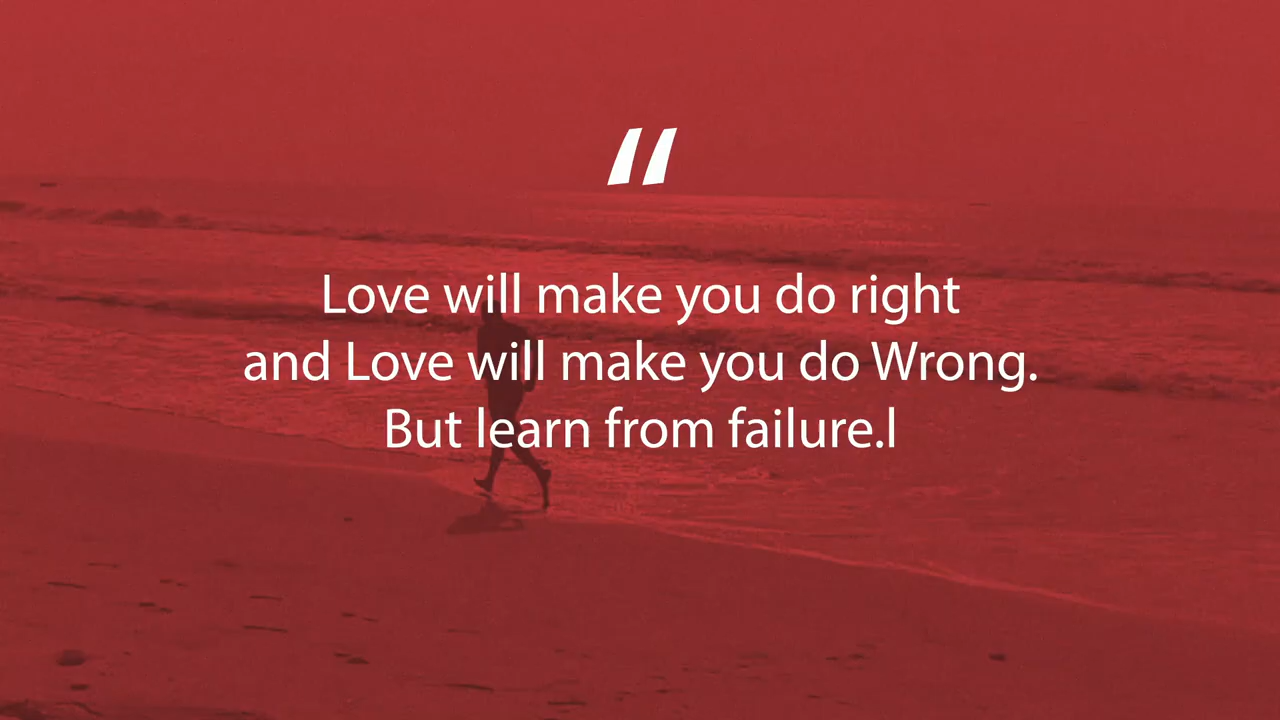 “
Love will make you do right
and Love will make you do Wrong.
But learn from failure.l